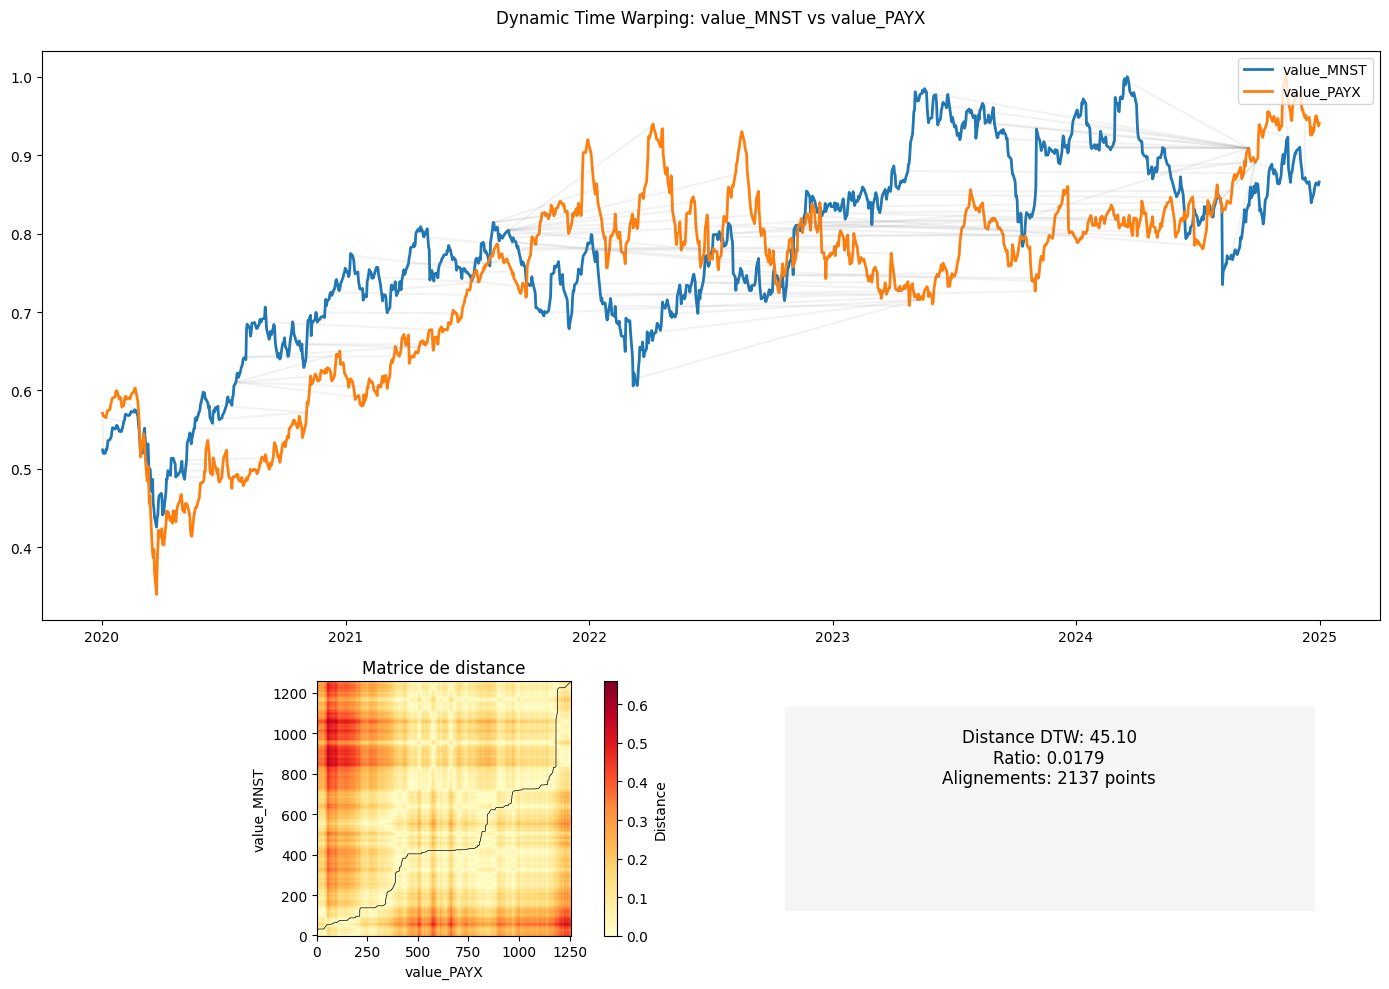 Dynamic Time Warping: value_MNST vs value_PAYX
value_MNST
value_PAYX
1.0
0.9
0.8
0.7
0.6
0.5
0.4
2020 2021 2022 2023 2024 2025
Matrice de distance
value_MNST
1200
1000
800
600
400
200
0
0 250 500 750 1000 1250
value_PAYX
0.6
0.5
0.4
0.3
0.2
0.1
0.0
Distance
Distance DTW: 45.10
Ratio: 0.0179
Alignements: 2137 points